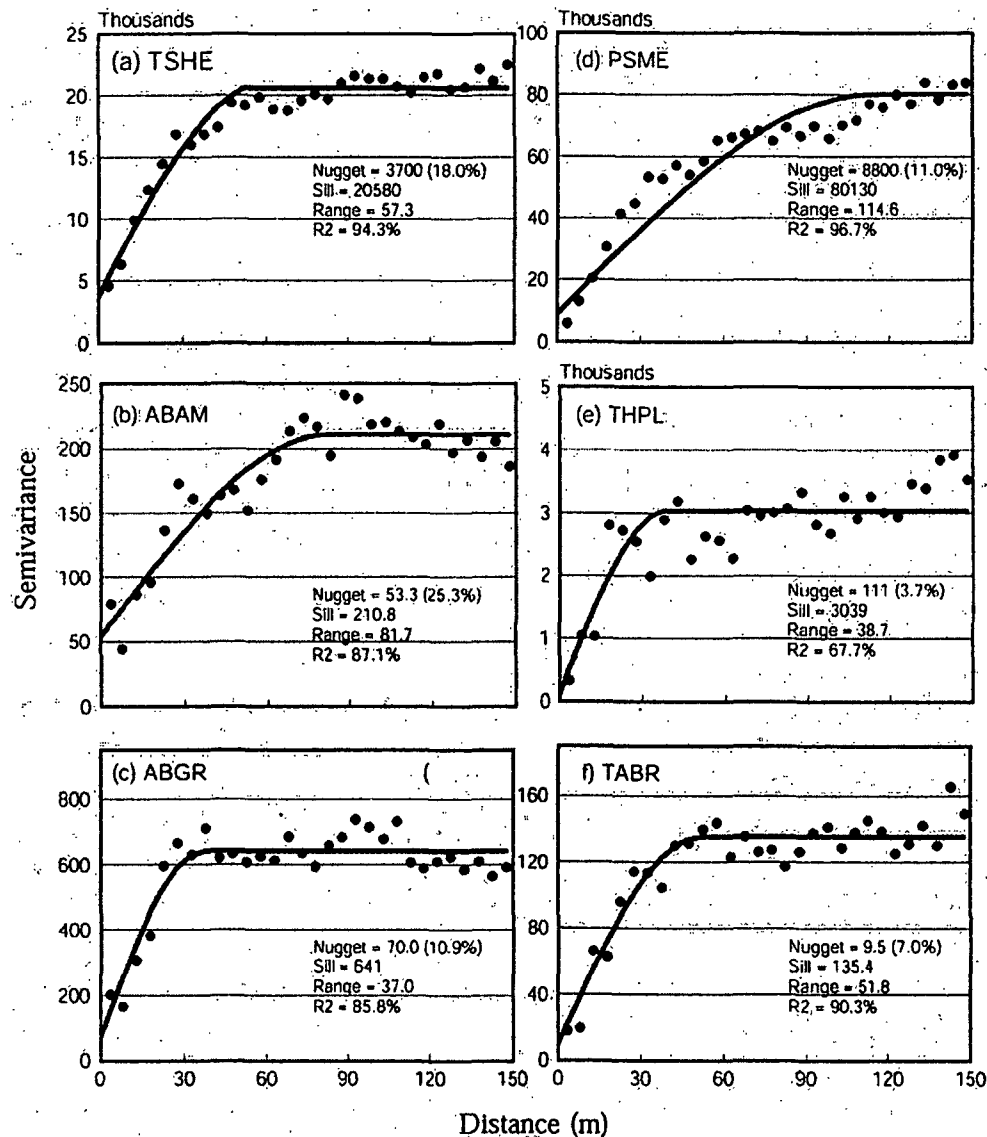 Thousands
25
20
15
10
5
0
(a) TSHE
Nugget = 3700 (18.0%)
Sill = 20580
Range = 57.3
R2 = 94.3%
100
80
60
40
20
0
(d) PSME
Nugget = 8800 (11.0%)
Sill = 80130
Range = 114.6
R2 = 96.7%
250
200
150
100
50
0
(b) ABAM
Nugget = 53.3 (25.3%)
Sill = 210.8
Range = 81.7
R2 = 87.1%
Thousands
5
4
3
2
1
0
(e) THPL
Nugget = 111 (3.7%)
Sill = 3039
Range = 38.7
R2 = 67.7%
800
600
400
200
0
(c) ABGR
(
Nugget = 70.0 (10.9%)
Sill = 641
Range = 37.0
R2 = 85.8%
0 30 60 90 120 150
160
120
80
40
0
f) TABR
Nugget = 9.5 (7.0%)
Sill = 135.4
Range = 51.8
R2 = 90.3%
0 30 60 90 120 150
Semivariance
Distance (m)